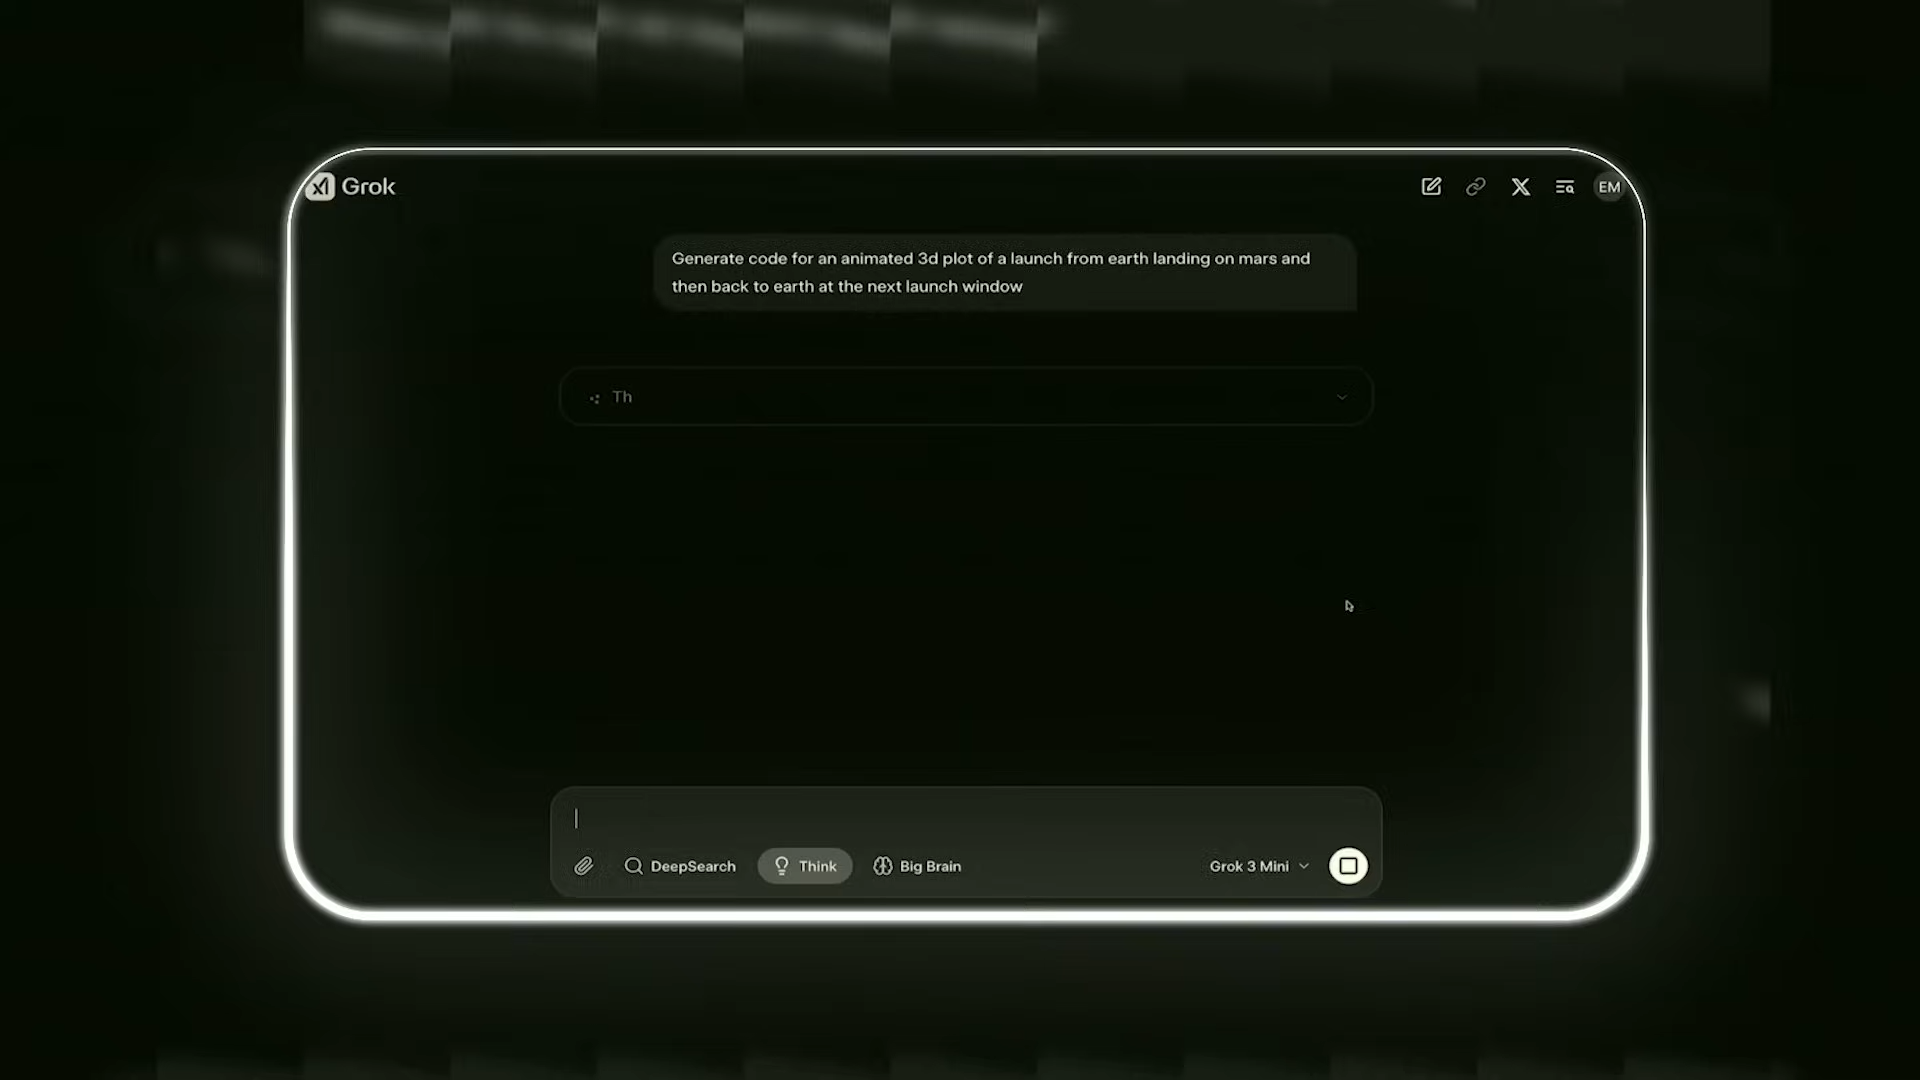 Grok
EM
Generate code for an animated 3d plot of a launch from earth landing on mars and
then back to earth at the next launch window
Th
DeepSearch
Think
Big Brain
Grok 3 Mini